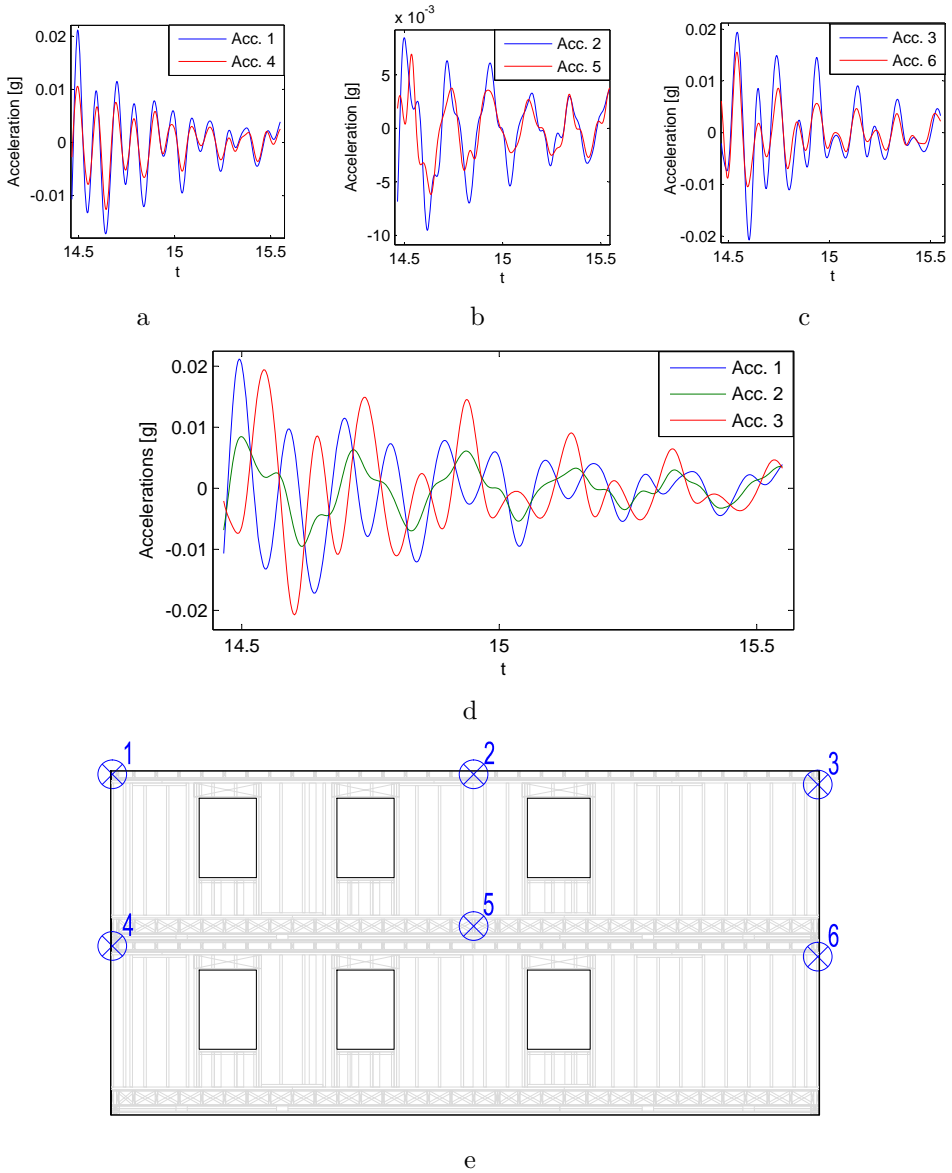 0.02
0.01
0
-0.01
Acceleration [g]
14.5 15 15.5
t
Acc. 1
Acc. 4
a
x 10-3
5
0
-5
-10
Acceleration [g]
14.5 15 15.5
t
Acc. 2
Acc. 5
b
0.02
0.01
0
-0.01
-0.02
Acceleration [g]
14.5 15 15.5
t
Acc. 3
Acc. 6
c
0.02
0.01
0
-0.01
-0.02
Accelerations [g]
14.5 15 15.5
t
Acc. 1
Acc. 2
Acc. 3
d
1 2 3
4 5 6
e